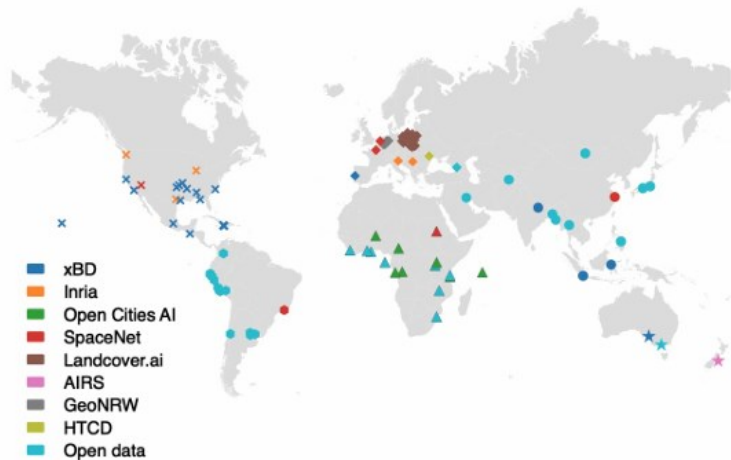 xBD
Inria
Open Cities AI
SpaceNet
Landcover.ai
AIRS
GeoNRW
HTCD
Open data